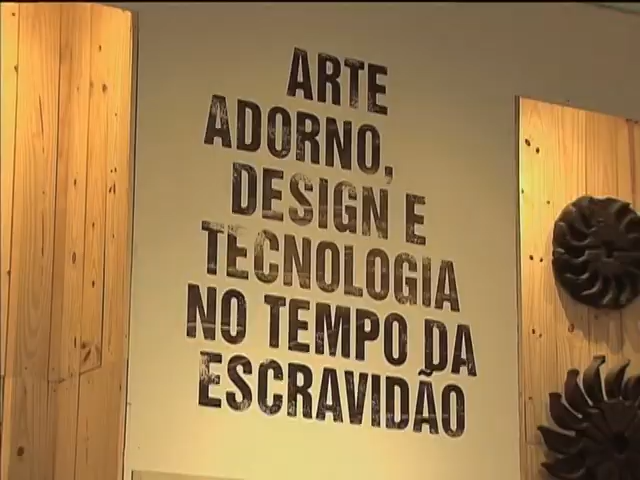 ARTE
ADORNO,
DESIGN E
TECNOLOGIA
NO TEMPO DA
ESCRAVIDÃO